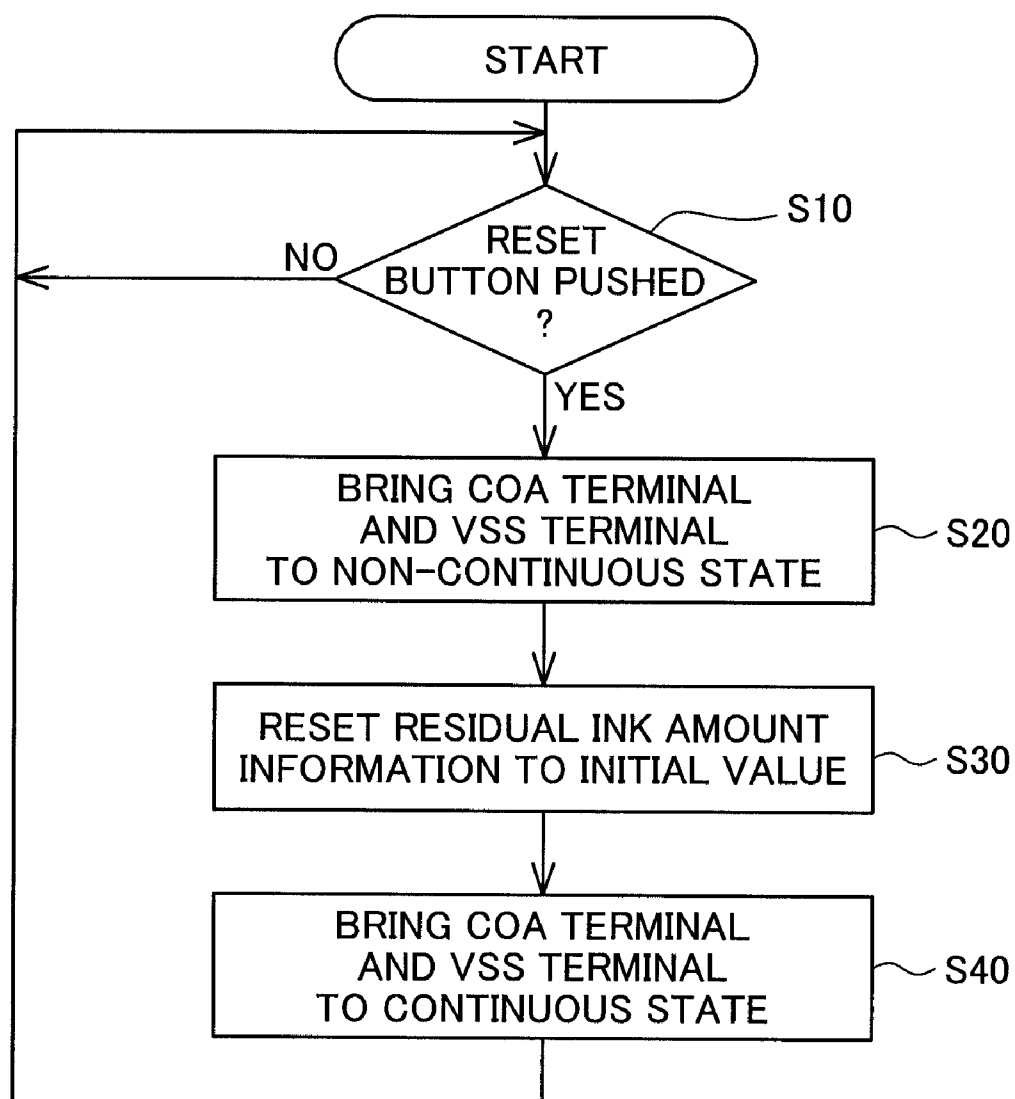 START
S10
RESET
BUTTON PUSHED
?
NO
YES
BRING COA TERMINAL
AND VSS TERMINAL
TO NON-CONTINUOUS STATE
S20
RESET RESIDUAL INK AMOUNT
INFORMATION TO INITIAL VALUE
S30
BRING COA TERMINAL
AND VSS TERMINAL
TO CONTINUOUS STATE
S40